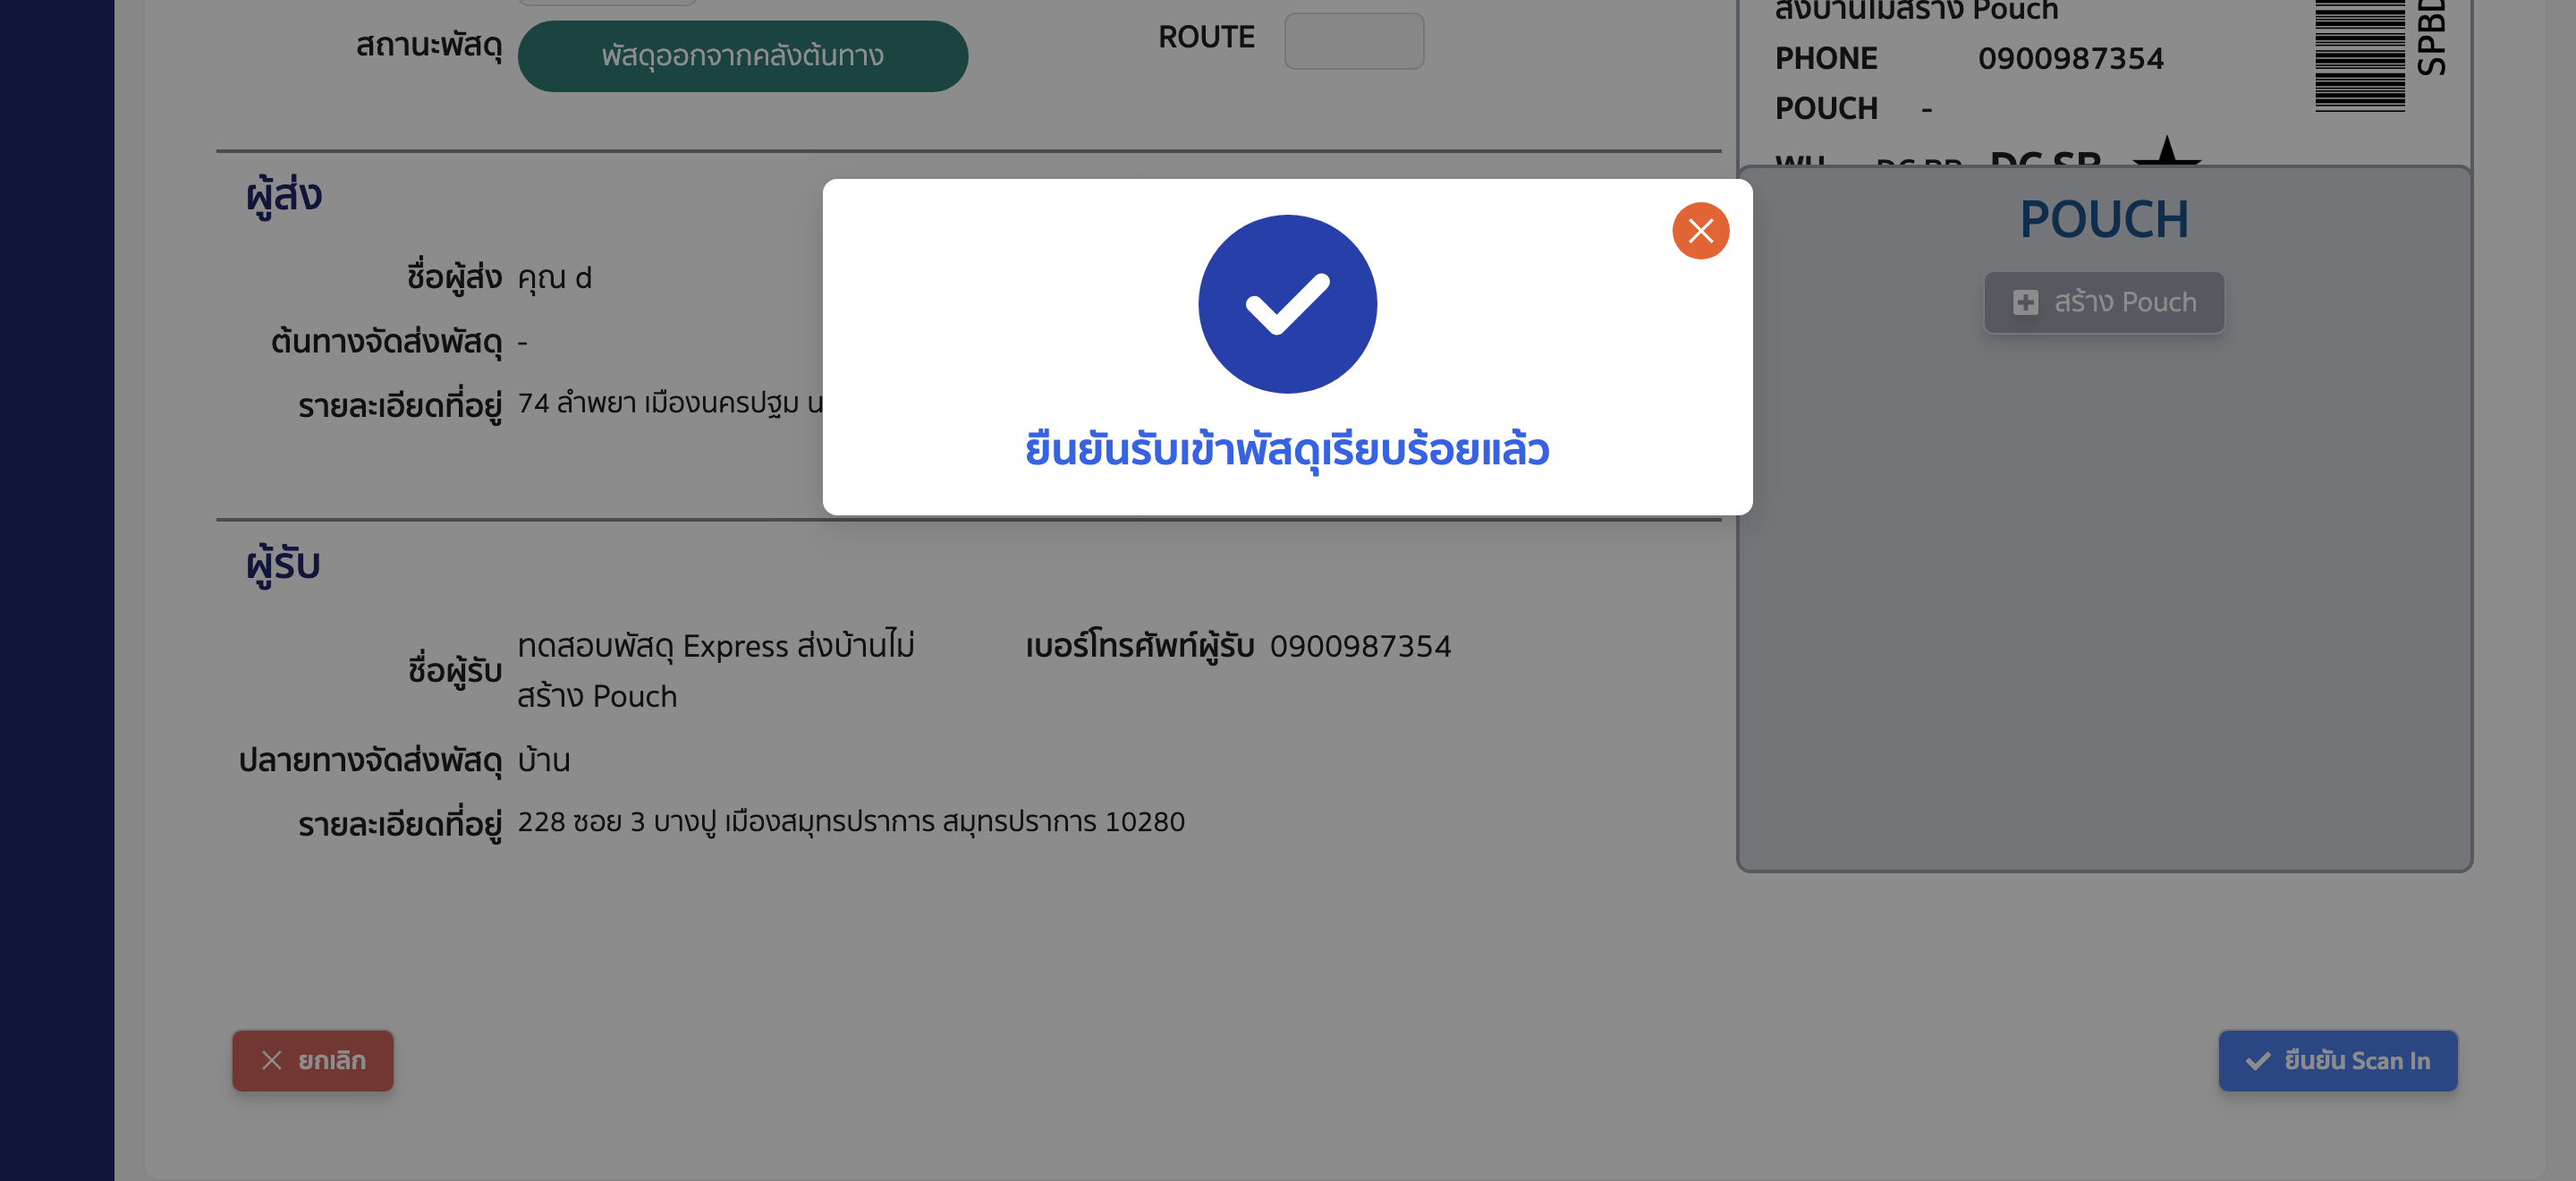 สถานะพัสดุ พัสดุออกจากคลังต้นทาง
ROUTE
ส่งบ้านไม่สร้าง Pouch
PHONE 0900987354
POUCH -
WH DC BP DC SP
SPBD
ผู้ส่ง
ชื่อผู้ส่ง คุณ d
ต้นทางจัดส่งพัสดุ -
รายละเอียดที่อยู่ 74 ลำพยา เมืองนครปฐม น
POUCH
สร้าง Pouch
ยืนยันรับเข้าพัสดุเรียบร้อยแล้ว
ผู้รับ
ชื่อผู้รับ ทดสอบพัสดุ Express ส่งบ้านไม่
สร้าง Pouch
เบอร์โทรศัพท์ผู้รับ 0900987354
ปลายทางจัดส่งพัสดุ บ้าน
รายละเอียดที่อยู่ 228 ซอย 3 บางปู เมืองสมุทรปราการ สมุทรปราการ 10280
ยกเลิก
ยืนยัน Scan In